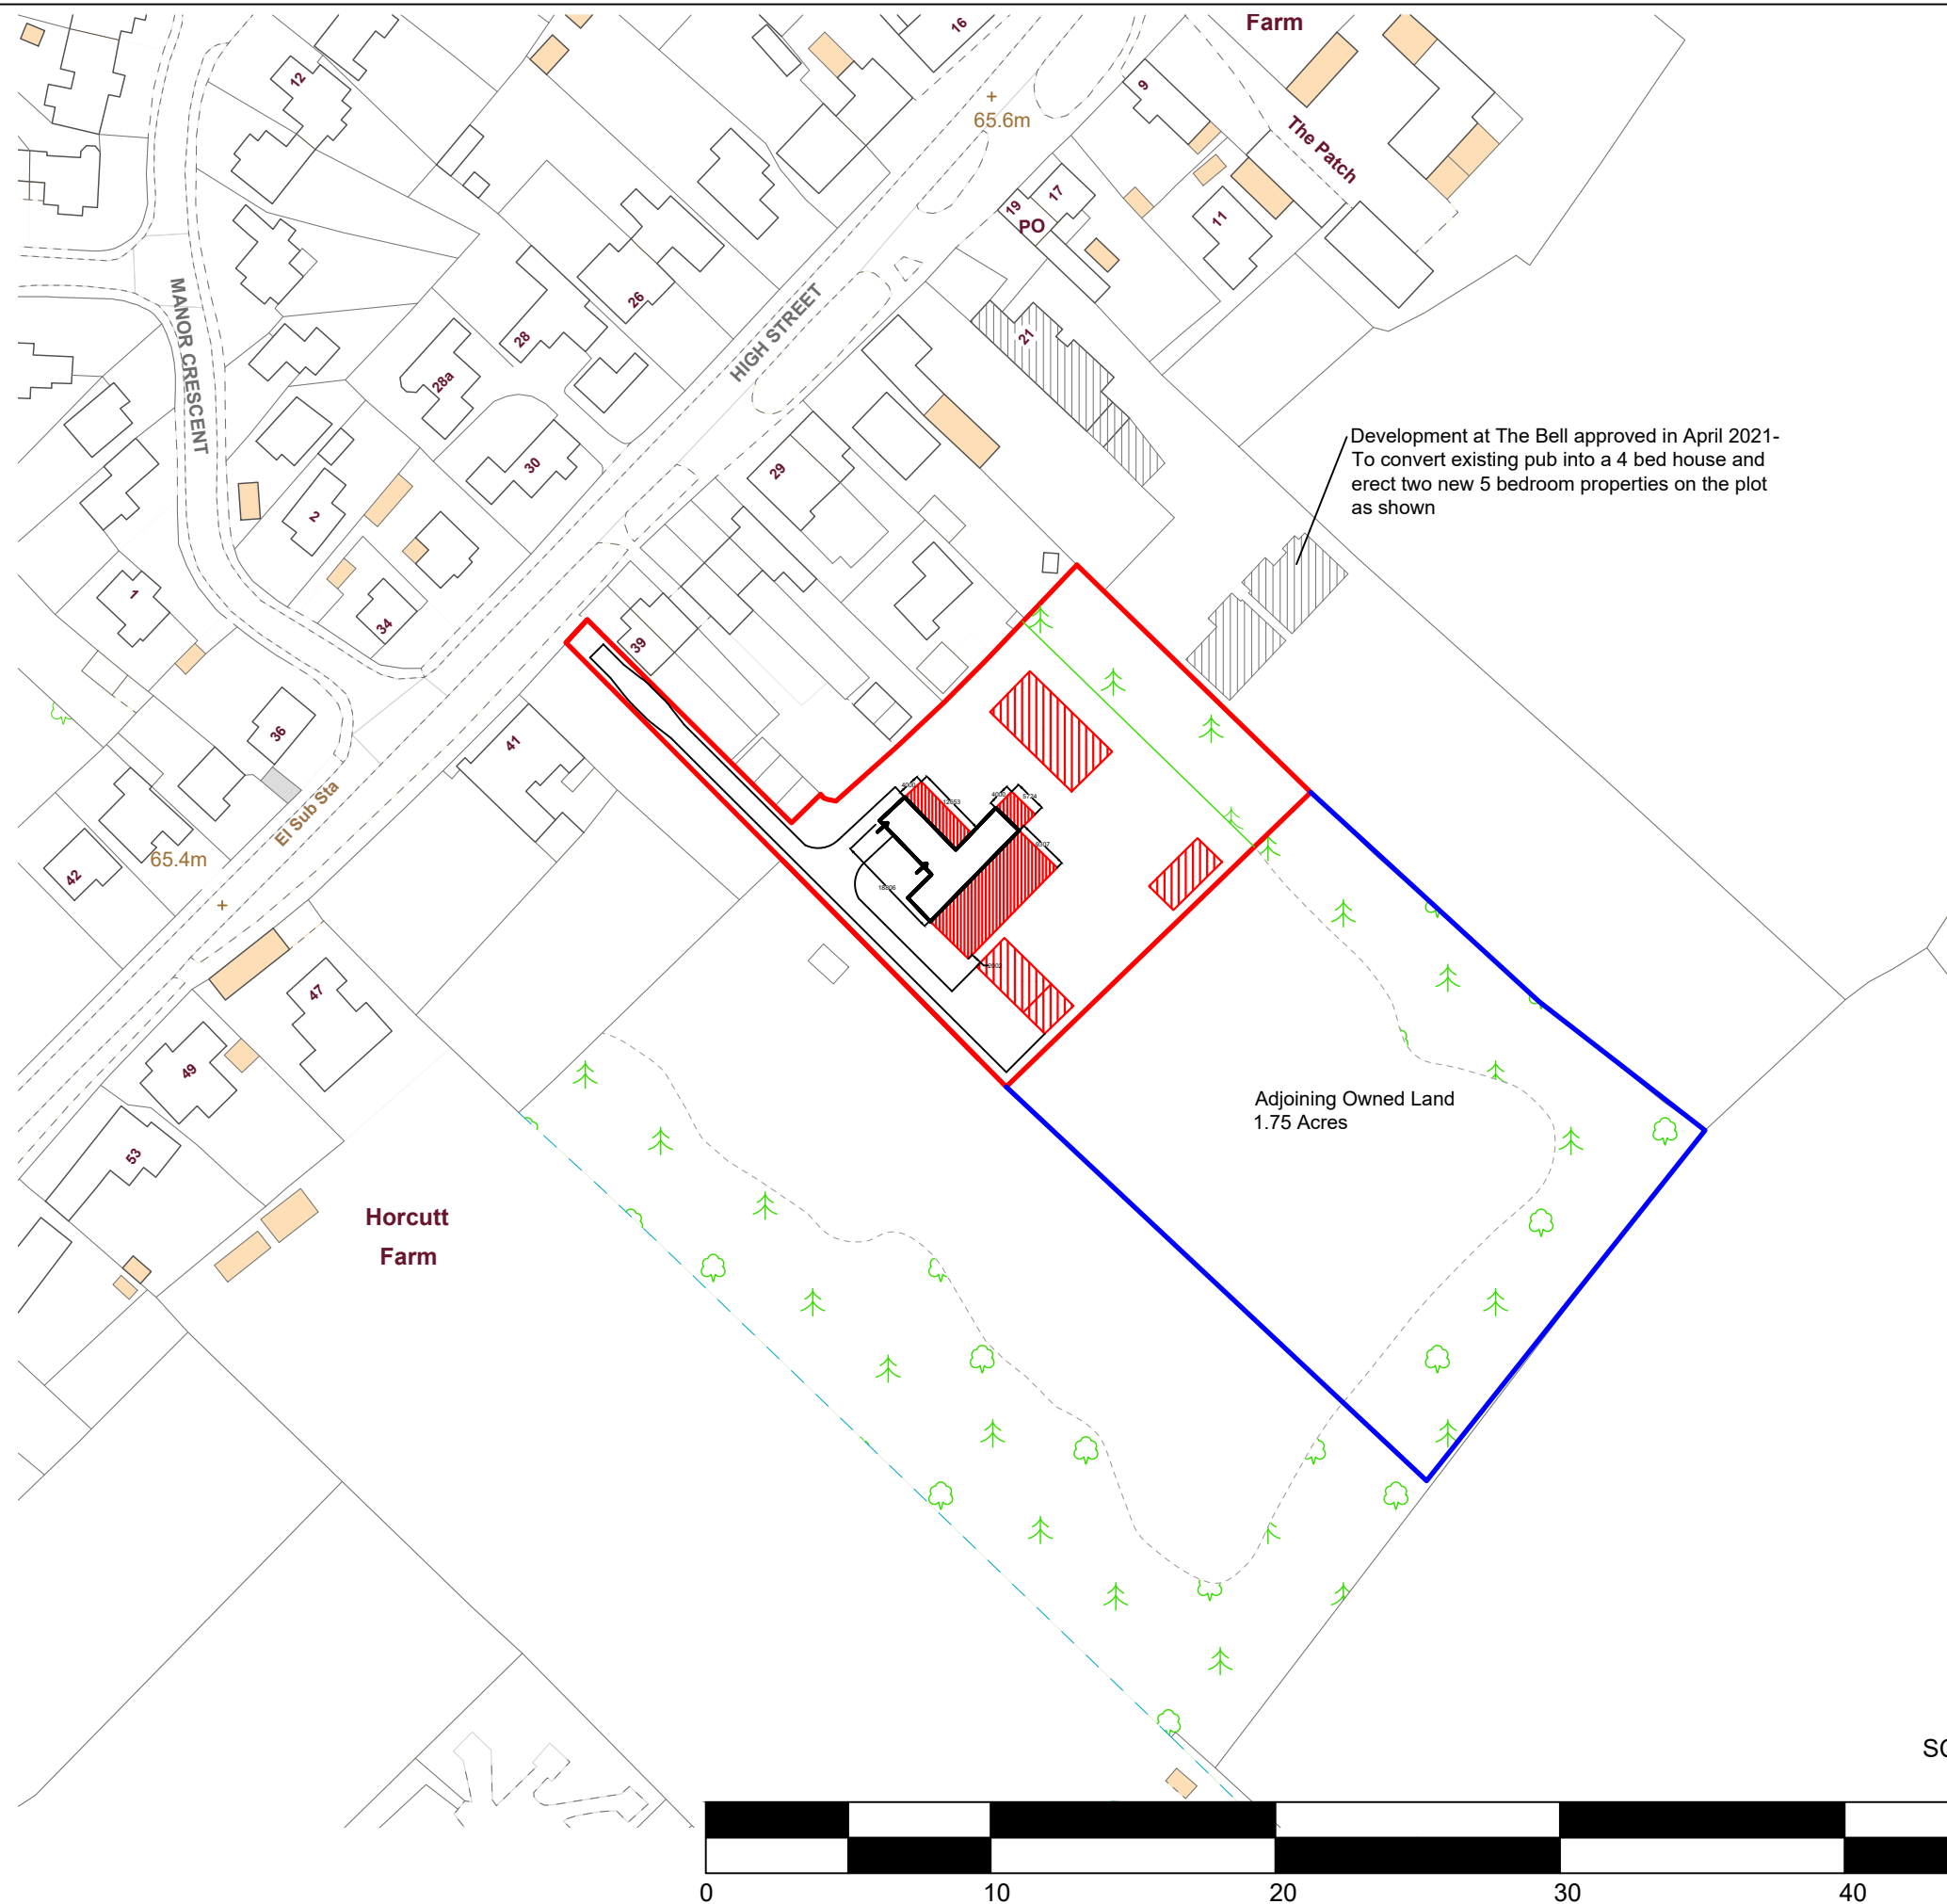 Farm
16
12
65.6m
9
The Patch
17
19
PO
11
MANOR CRESCENT
26
28
HIGH STREET
21
28a
Development at The Bell approved in April 2021-
To convert existing pub into a 4 bed house and
erect two new 5 bedroom properties on the plot
as shown
30
29
2
1
34
39
36
41
El Sub Sta
65.4m
42
12053
5724
18206
47
49
53
Adjoining Owned Land
1.75 Acres
Horcutt
Farm
0
10
20
30
40